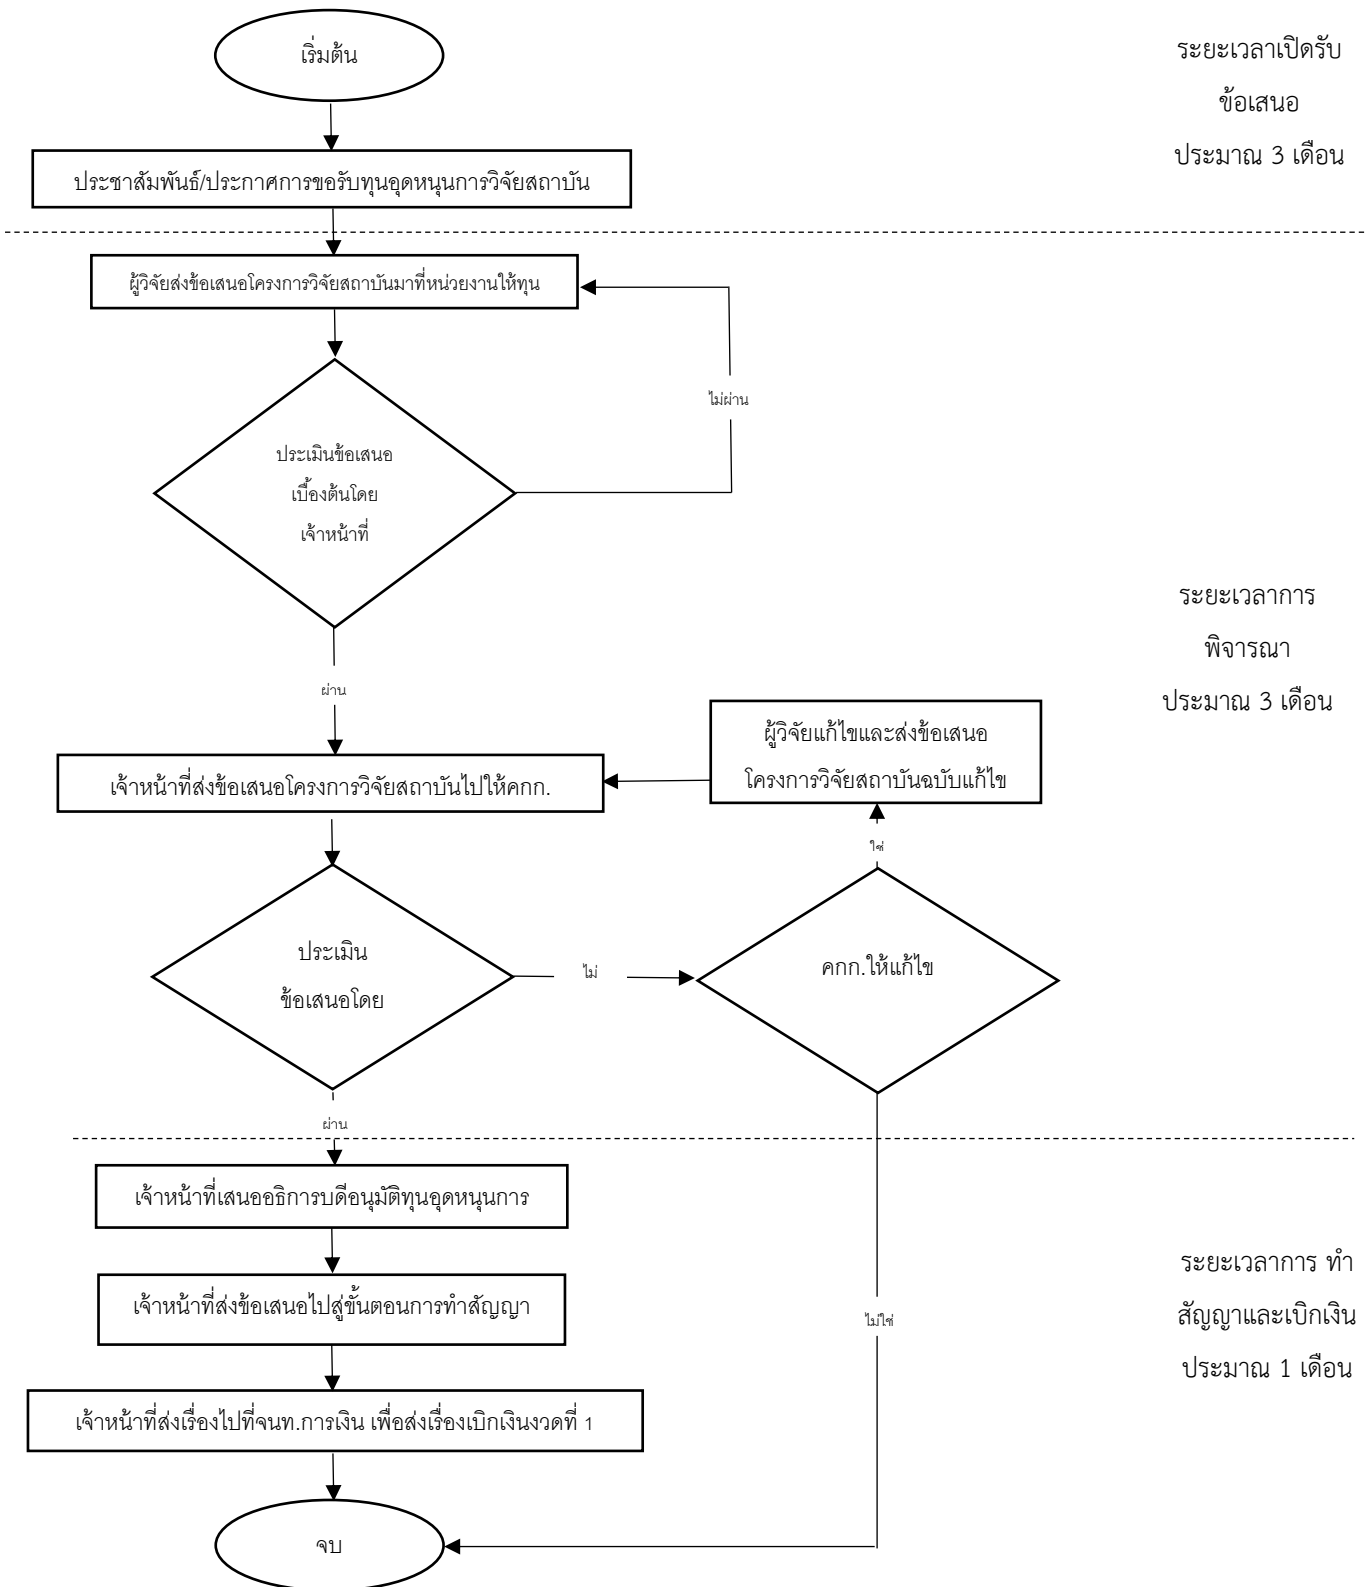 เริ่มต้น
ระยะเวลาเปิดรับ
ข้อเสนอ
ประมาณ 3 เดือน
ประชาสัมพันธ์/ประกาศการขอรับทุนอุดหนุนการวิจัยสถาบัน
ผู้วิจัยส่งข้อเสนอโครงการวิจัยสถาบันมาที่หน่วยงานให้ทุน
ไม่ผ่าน
ประเมินข้อเสนอ
เบื้องต้นโดย
เจ้าหน้าที่
ระยะเวลาการ
พิจารณา
ประมาณ 3 เดือน
ผ่าน
ผู้วิจัยแก้ไขและส่งข้อเสนอ
โครงการวิจัยสถาบันฉบับแก้ไข
เจ้าหน้าที่ส่งข้อเสนอโครงการวิจัยสถาบันไปให้คกก.
ใช่
ประเมิน
ข้อเสนอโดย
ไม่
คกก.ให้แก้ไข
ผ่าน
เจ้าหน้าที่เสนออธิการบดีอนุมัติทุนอุดหนุนการ
เจ้าหน้าที่ส่งข้อเสนอไปสู่ขั้นตอนการทำสัญญา
ระยะเวลาการ ทำ
สัญญาและเบิกเงิน
ประมาณ 1 เดือน
ไม่ใช่
เจ้าหน้าที่ส่งเรื่องไปที่จนท.การเงิน เพื่อส่งเรื่องเบิกเงินงวดที่ 1
จบ